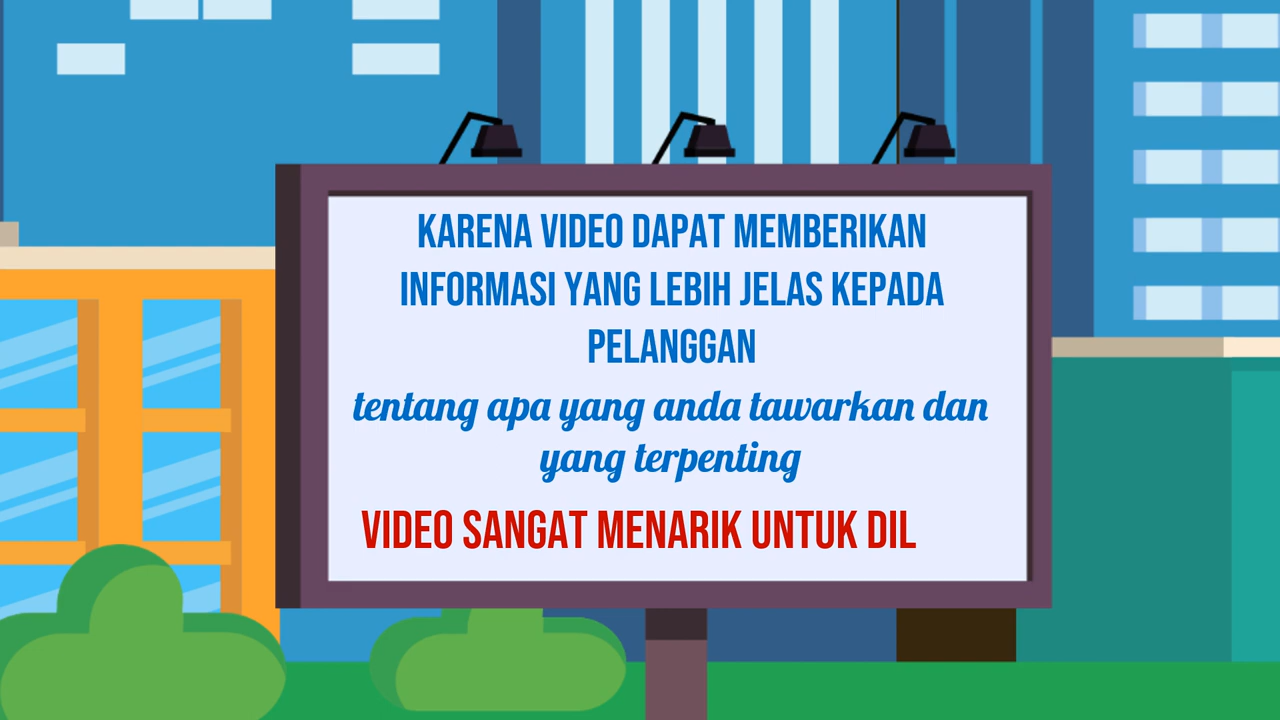 KARENA VIDEO DAPAT MEMBERIKAN
INFORMASI YANG LEBIH JELAS KEPADA
PELANGGAN
tentang apa yang anda tawarkan dan
yang terpenting
VIDEO SANGAT MENARIK UNTUK DIL